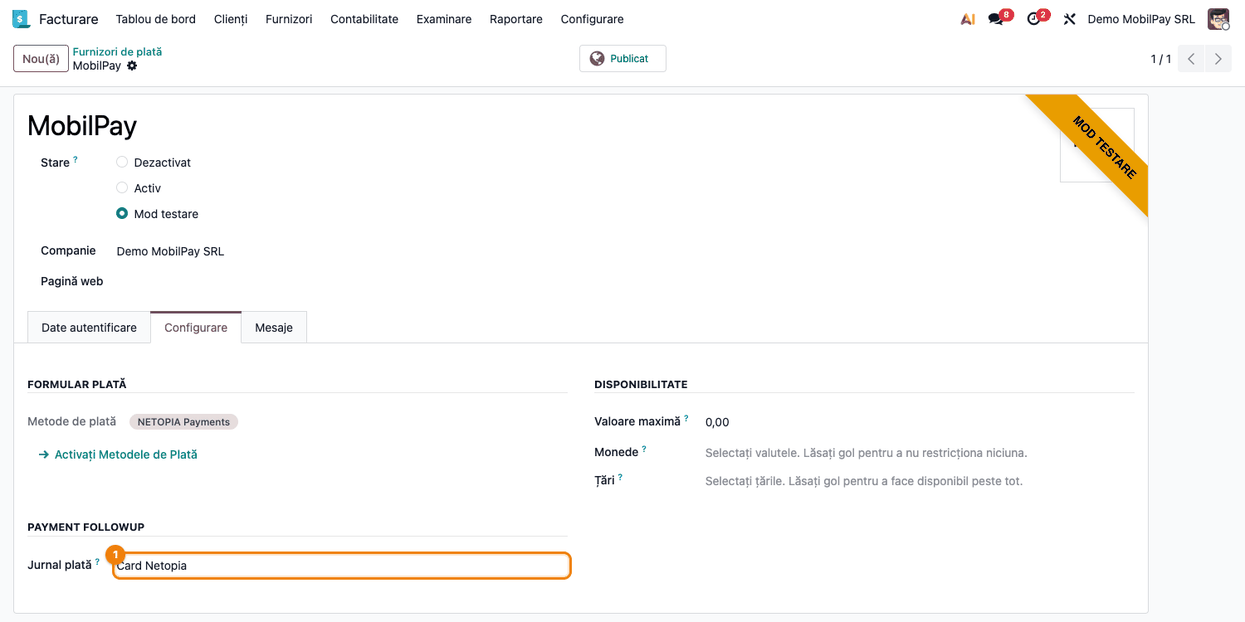 Facturare Tablou de bord Clienți Furnizori Contabilitate Examinare Raportare Configurare AI 8 2 Demo MobilPay SRL
Nou(ă) Furnizori de plată
MobilPay
Publicat
1 / 1
MobilPay
MOD TESTARE
Stare ? Dezactivat
Activ
Mod testare
Companie Demo MobilPay SRL
Pagină web
Date autentificare Configurare Mesaje
FORMULAR PLATĂ
Metode de plată NETOPIA Payments
Activați Metodele de Plată
DISPONIBILITATE
Valoare maximă ? 0,00
Monede ? Selectați valutele. Lăsați gol pentru a nu restricționa niciuna.
Țări ? Selectați țările. Lăsați gol pentru a face disponibil peste tot.
PAYMENT FOLLOWUP
1
Jurnal plată ? Card Netopia